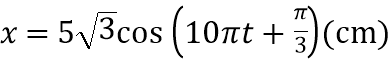 x = 5√3cos (10πt + π/3)(cm)